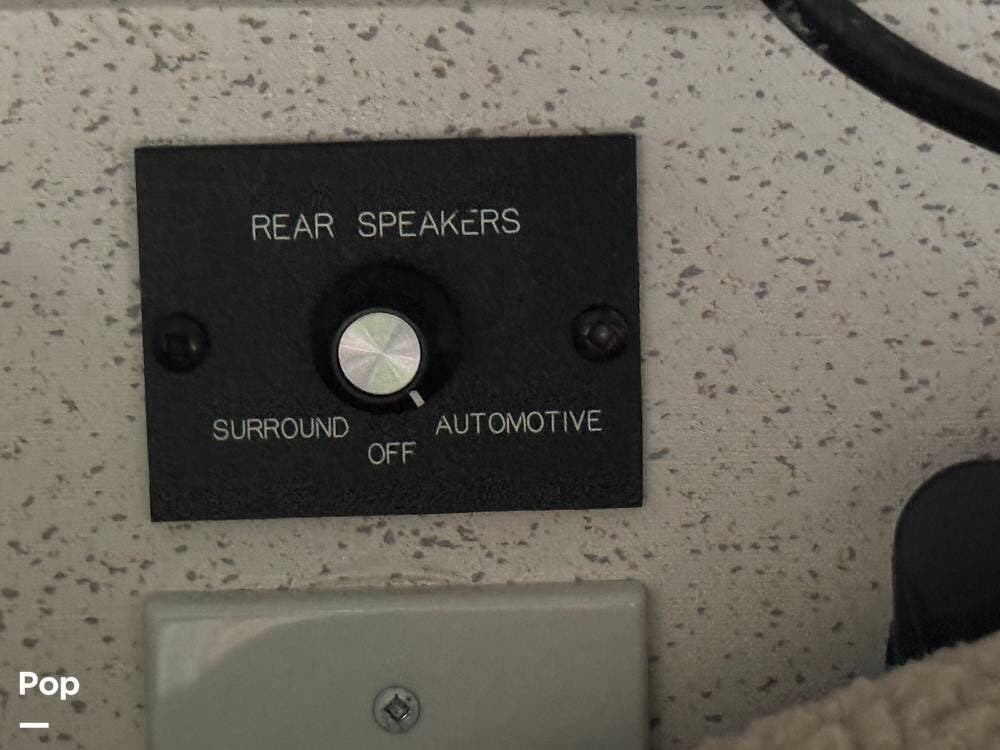 REAR SPEAKERS
SURROUND
AUTOMOTIVE
OFF
Pop